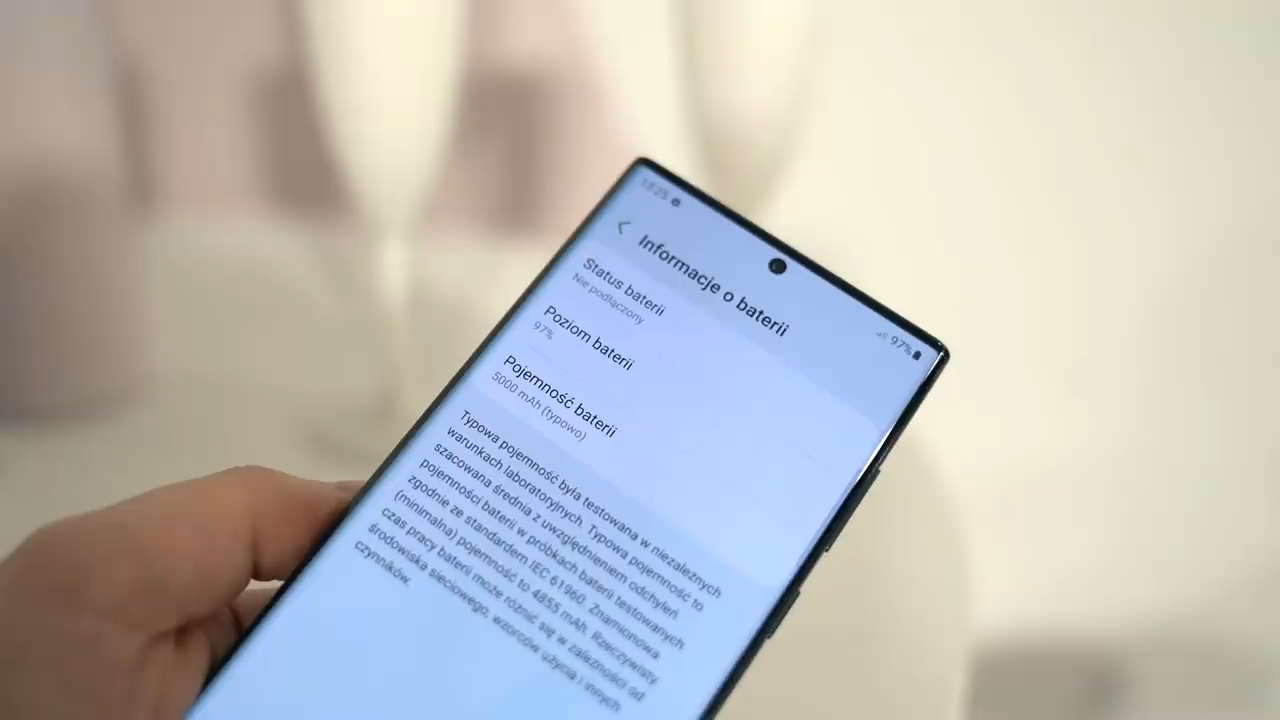 13:25
97%
Informacje o baterii
Status baterii
Nie podłączony
Poziom baterii
97%
Pojemność baterii
5000 mAh (typowo)
Typowa pojemność była testowana w niezależnych
warunkach laboratoryjnych. Typowa pojemność to
szacowana średnia z uwzględnieniem odchyleń
pojemności baterii w próbkach baterii testowanych
zgodnie ze standardem IEC 61960. Znamionowa
(minimalna) pojemność to 4855 mAh. Rzeczywisty
czas pracy baterii może różnić się w zależności od
środowiska sieciowego, wzorców użycia i innych
czynników.